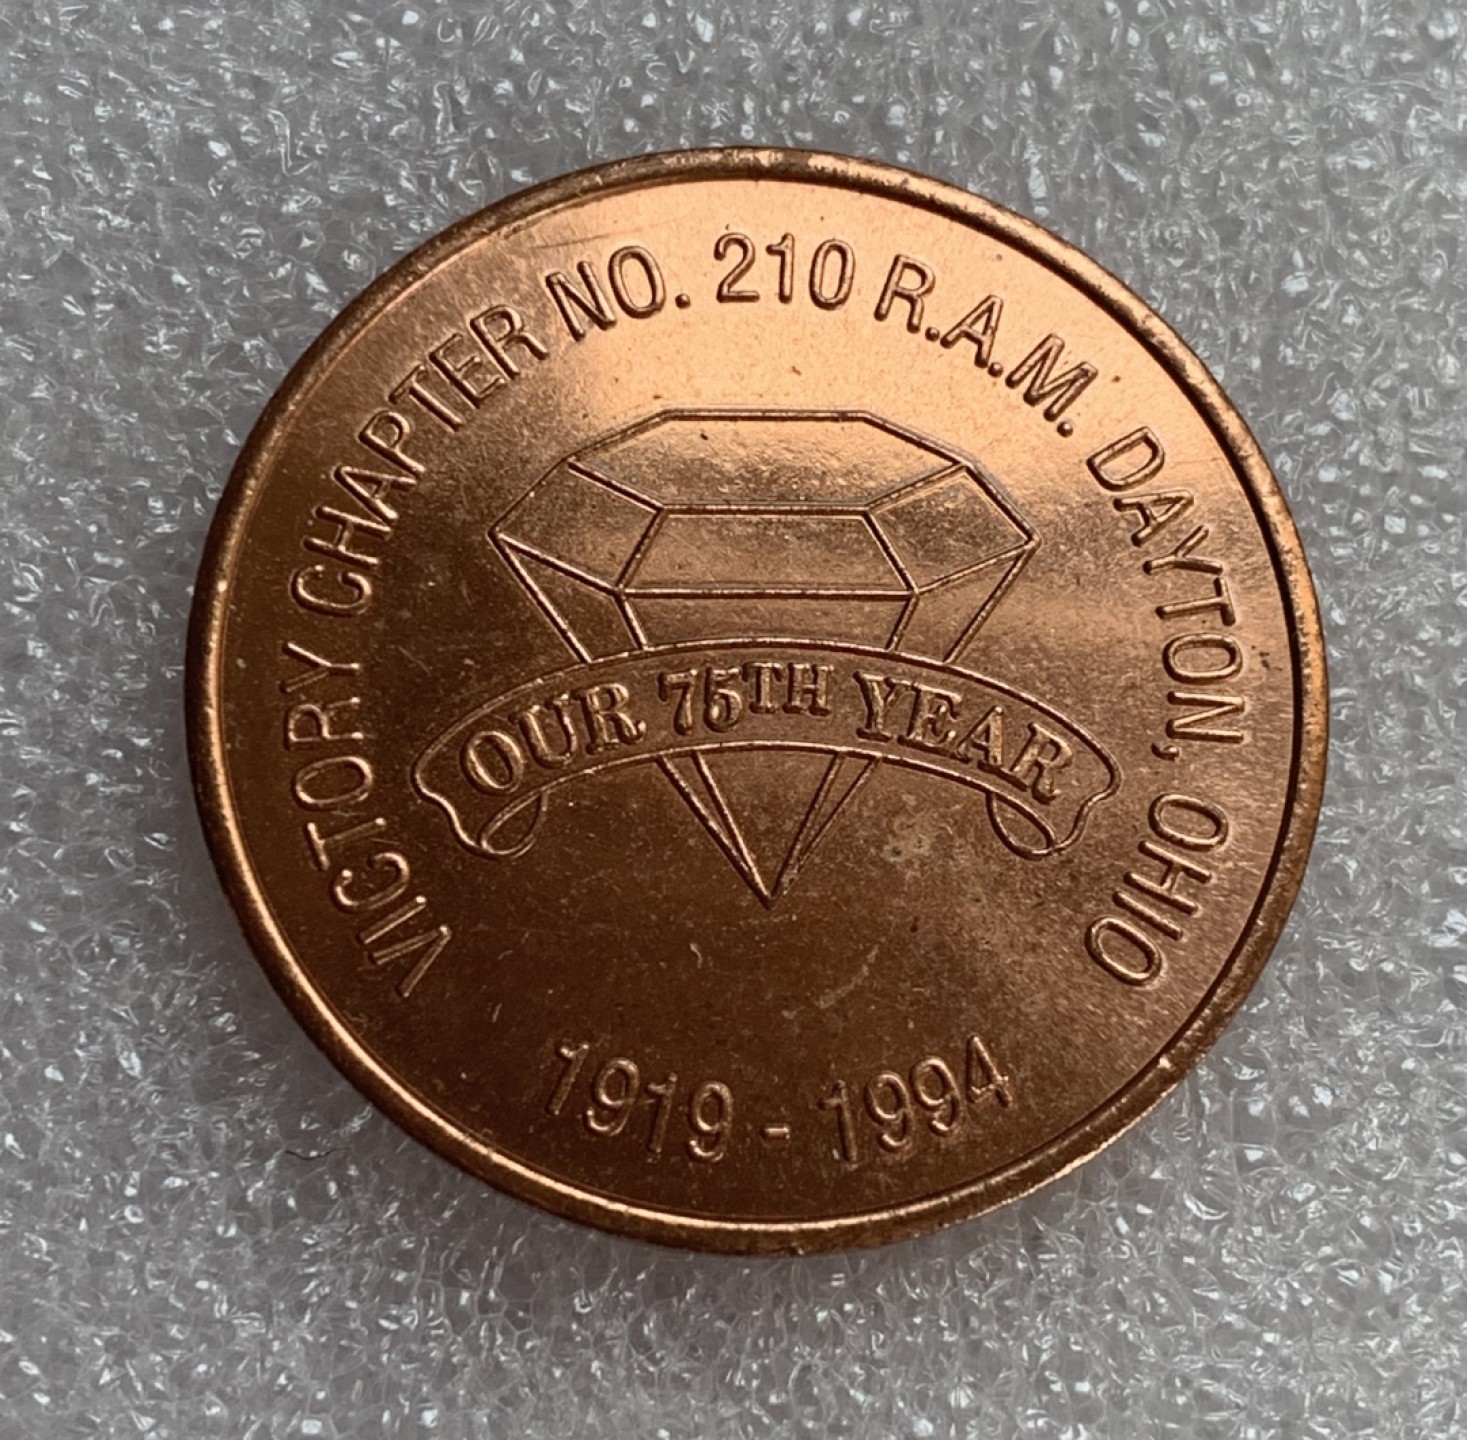 VICTORY CHAPTER NO. 210 R.A.M. DAYTON, OHIO
OUR 75TH YEAR
1919 - 1994